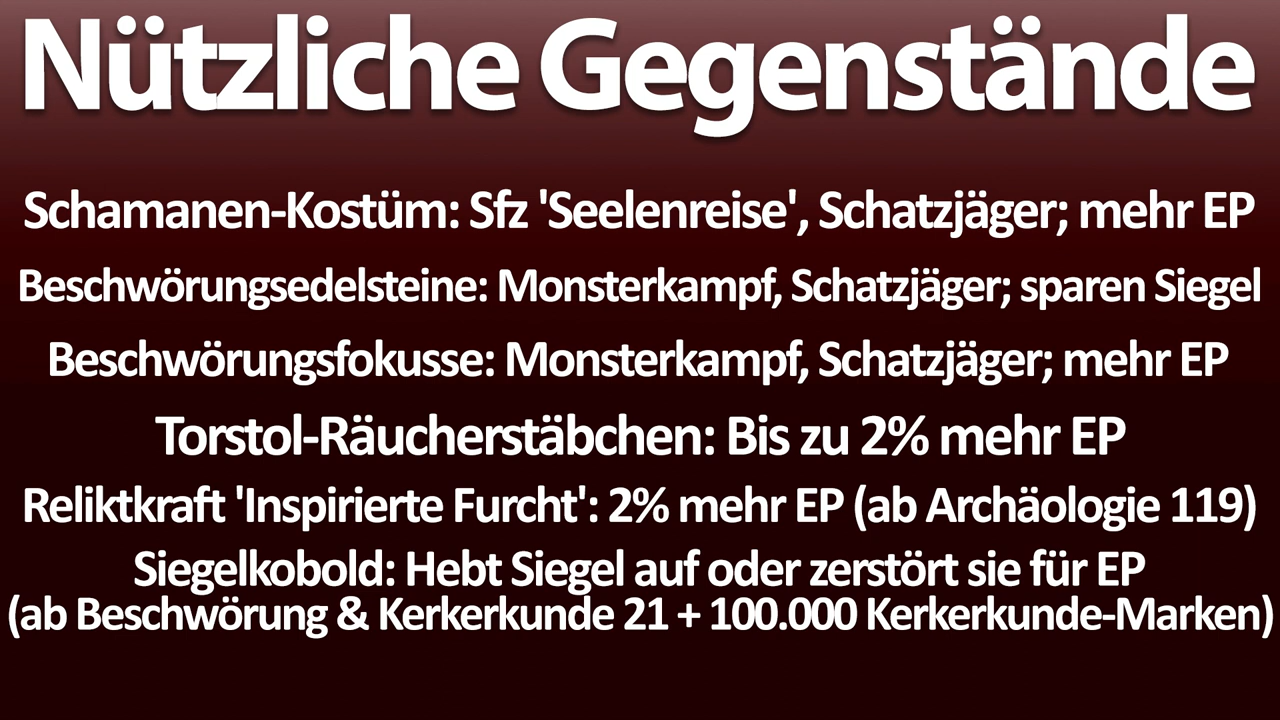 Nützliche Gegenstände
Schamanen-Kostüm: Sfz 'Seelenreise', Schatzjäger; mehr EP
Beschwörungsedelsteine: Monsterkampf, Schatzjäger; sparen Siegel
Beschwörungsfokusse: Monsterkampf, Schatzjäger; mehr EP
Torstol-Räucherstäbchen: Bis zu 2% mehr EP
Reliktkraft 'Inspirierte Furcht': 2% mehr EP (ab Archäologie 119)
Siegelkobold: Hebt Siegel auf oder zerstört sie für EP
(ab Beschwörung & Kerkerkunde 21 + 100.000 Kerkerkunde-Marken)